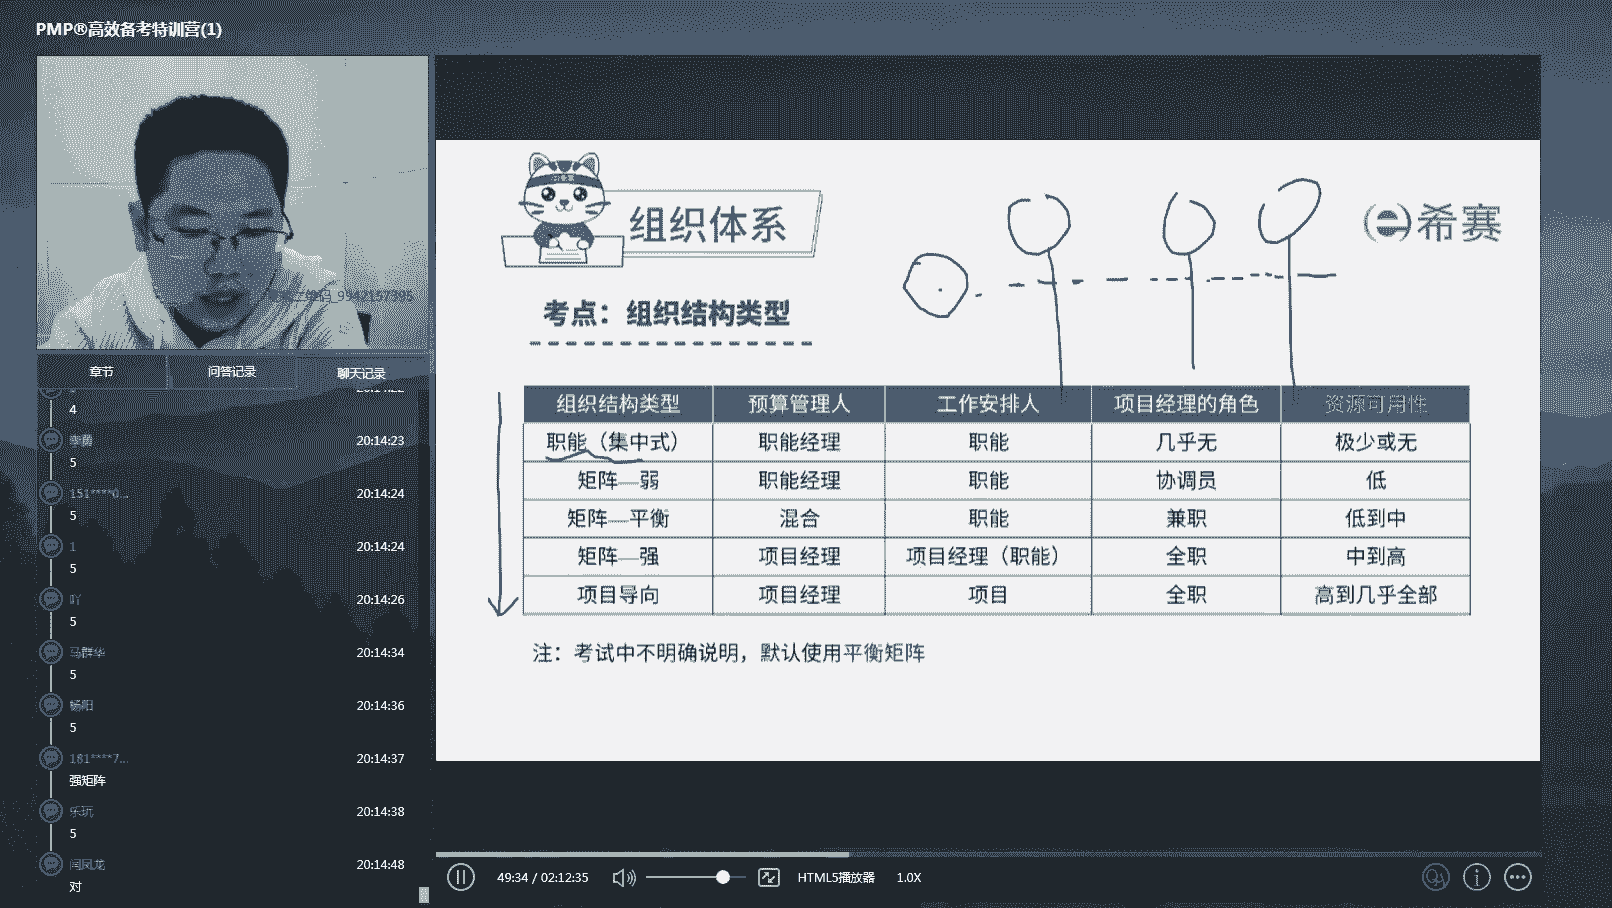 PMP®高效备考特训营(1)
章节 问答记录 聊天记录
4
李勇 20:14:23
5
151****0... 20:14:24
5
1 20:14:24
5
吖 20:14:26
5
马群华 20:14:34
5
杨阳 20:14:36
5
181****7... 20:14:37
强矩阵
乐玩 20:14:38
5
闫凤龙 20:14:48
对
组织体系
希赛
考点：组织结构类型
组织结构类型 预算管理人 工作安排人 项目经理的角色 资源可用性
职能（集中式） 职能经理 职能 几乎无 极少或无
矩阵—弱 职能经理 职能 协调员 低
矩阵—平衡 混合 职能 兼职 低到中
矩阵—强 项目经理 项目经理（职能） 全职 中到高
项目导向 项目经理 项目 全职 高到几乎全部
注：考试中不明确说明，默认使用平衡矩阵
49:34 / 02:12:35 HTML5播放器 1.0X